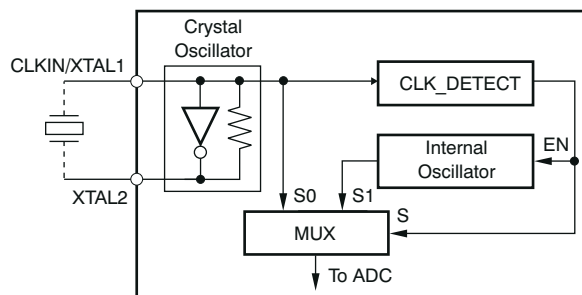 Crystal
Oscillator
CLKIN/XTAL1
CLK_DETECT
Internal
Oscillator
EN
XTAL2
S0
S1
S
MUX
To ADC